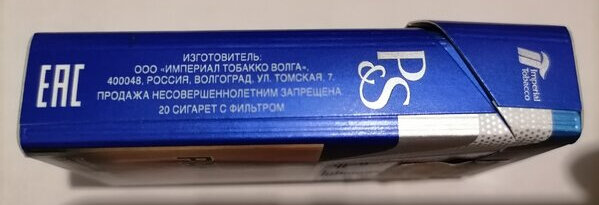 EAC
ИЗГОТОВИТЕЛЬ:
ООО «ИМПЕРИАЛ ТОБАККО ВОЛГА».
400048, РОССИЯ, ВОЛГОГРАД, УЛ. ТОМСКАЯ, 7.
ПРОДАЖА НЕСОВЕРШЕННОЛЕТНИМ ЗАПРЕЩЕНА
20 СИГАРЕТ С ФИЛЬТРОМ
P&S
Imperial
Tobacco